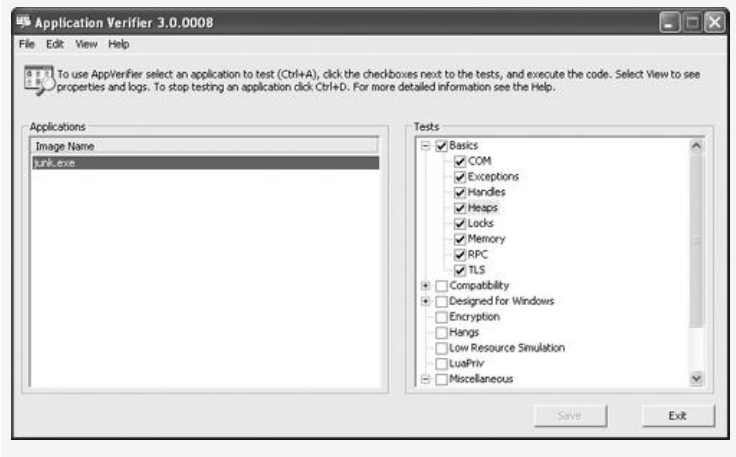 Application Verifier 3.0.0008
File Edit View Help
To use AppVerifier select an application to test (Ctrl+A), click the checkboxes next to the tests, and execute the code. Select View to see
properties and logs. To stop testing an application click Ctrl+D. For more detailed information see the Help.
Applications
Image Name
junk.exe
Tests
Basics
COM
Exceptions
Handles
Heaps
Locks
Memory
RPC
TLS
Compatibility
Designed for Windows
Encryption
Hangs
Low Resource Simulation
LuaPriv
Miscellaneous
Save
Exit